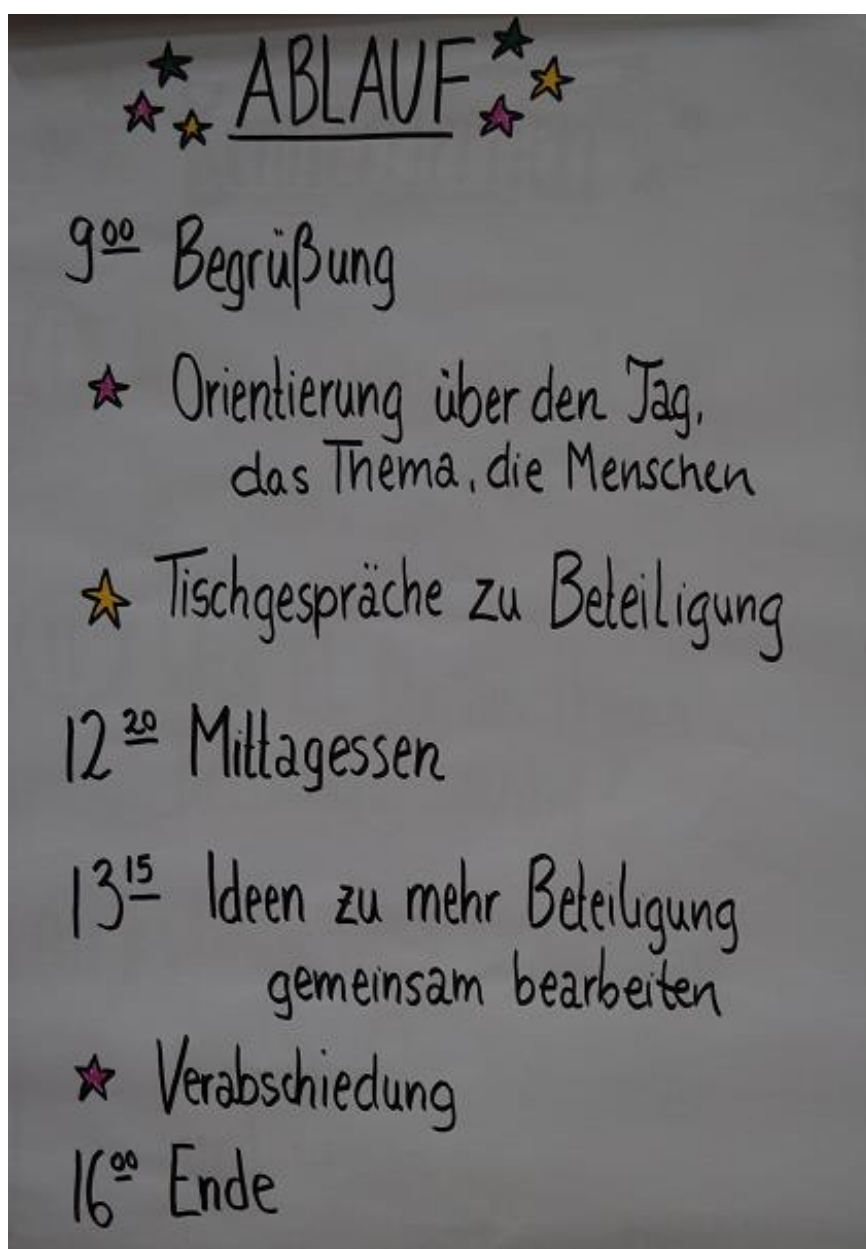 ABLAUF
9⁰⁰ Begrüßung
Orientierung über den Tag,
das Thema, die Menschen
Tischgespräche zu Beteiligung
12²⁰ Mittagessen
13¹⁵ Ideen zu mehr Beteiligung
gemeinsam bearbeiten
Verabschiedung
16⁰⁰ Ende